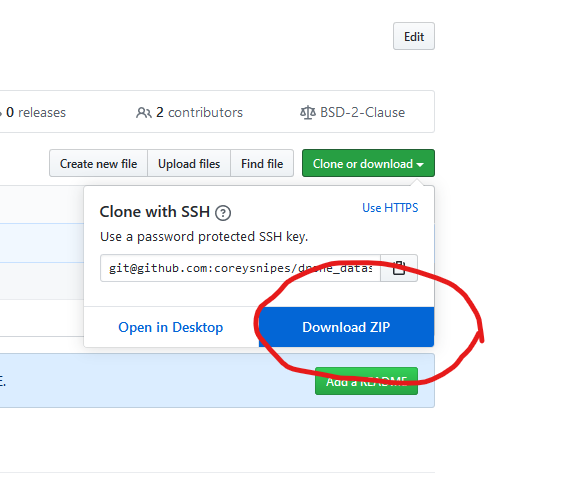 Edit
0 releases
2 contributors
BSD-2-Clause
Create new file
Upload files
Find file
Clone or download
Clone with SSH ?
Use HTTPS
Use a password protected SSH key.
git@github.com:coreysnipes/drone_datas
Open in Desktop
Download ZIP
E.
Add a README